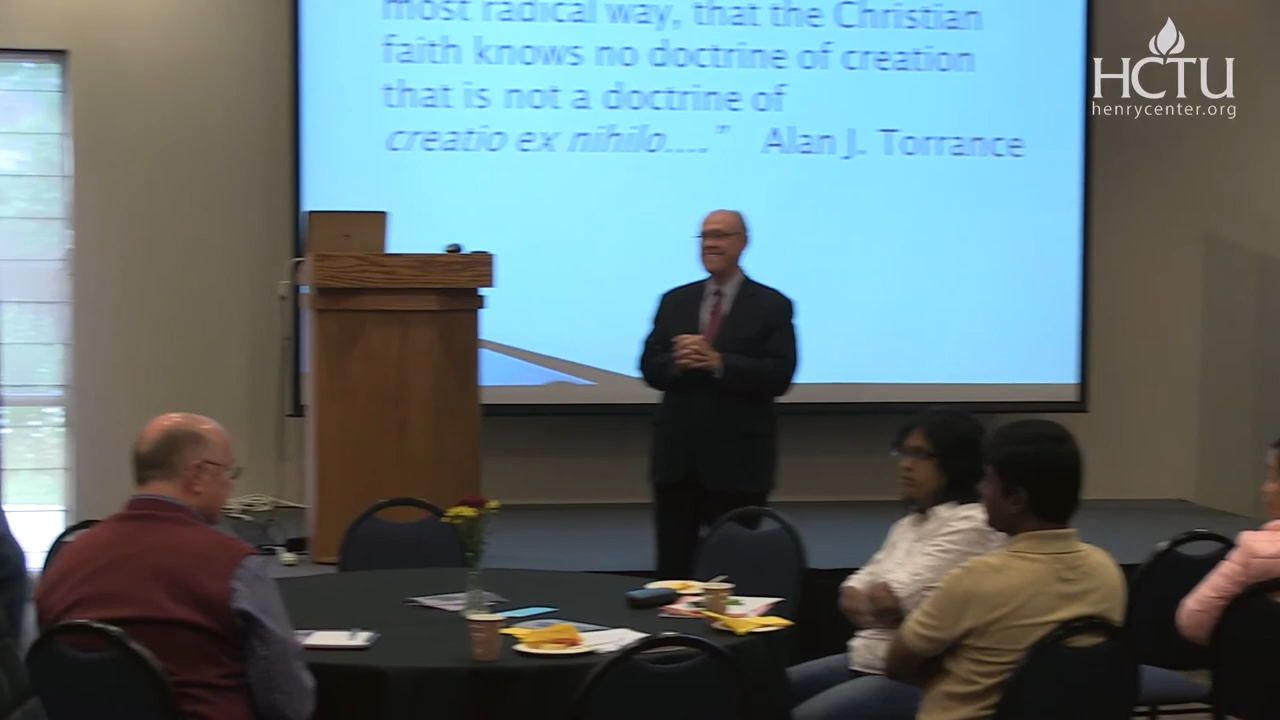 most radical way, that the Christian
faith knows no doctrine of creation
that is not a doctrine of
creatio ex nihilo....” Alan J. Torrance
HCTU
henrycenter.org